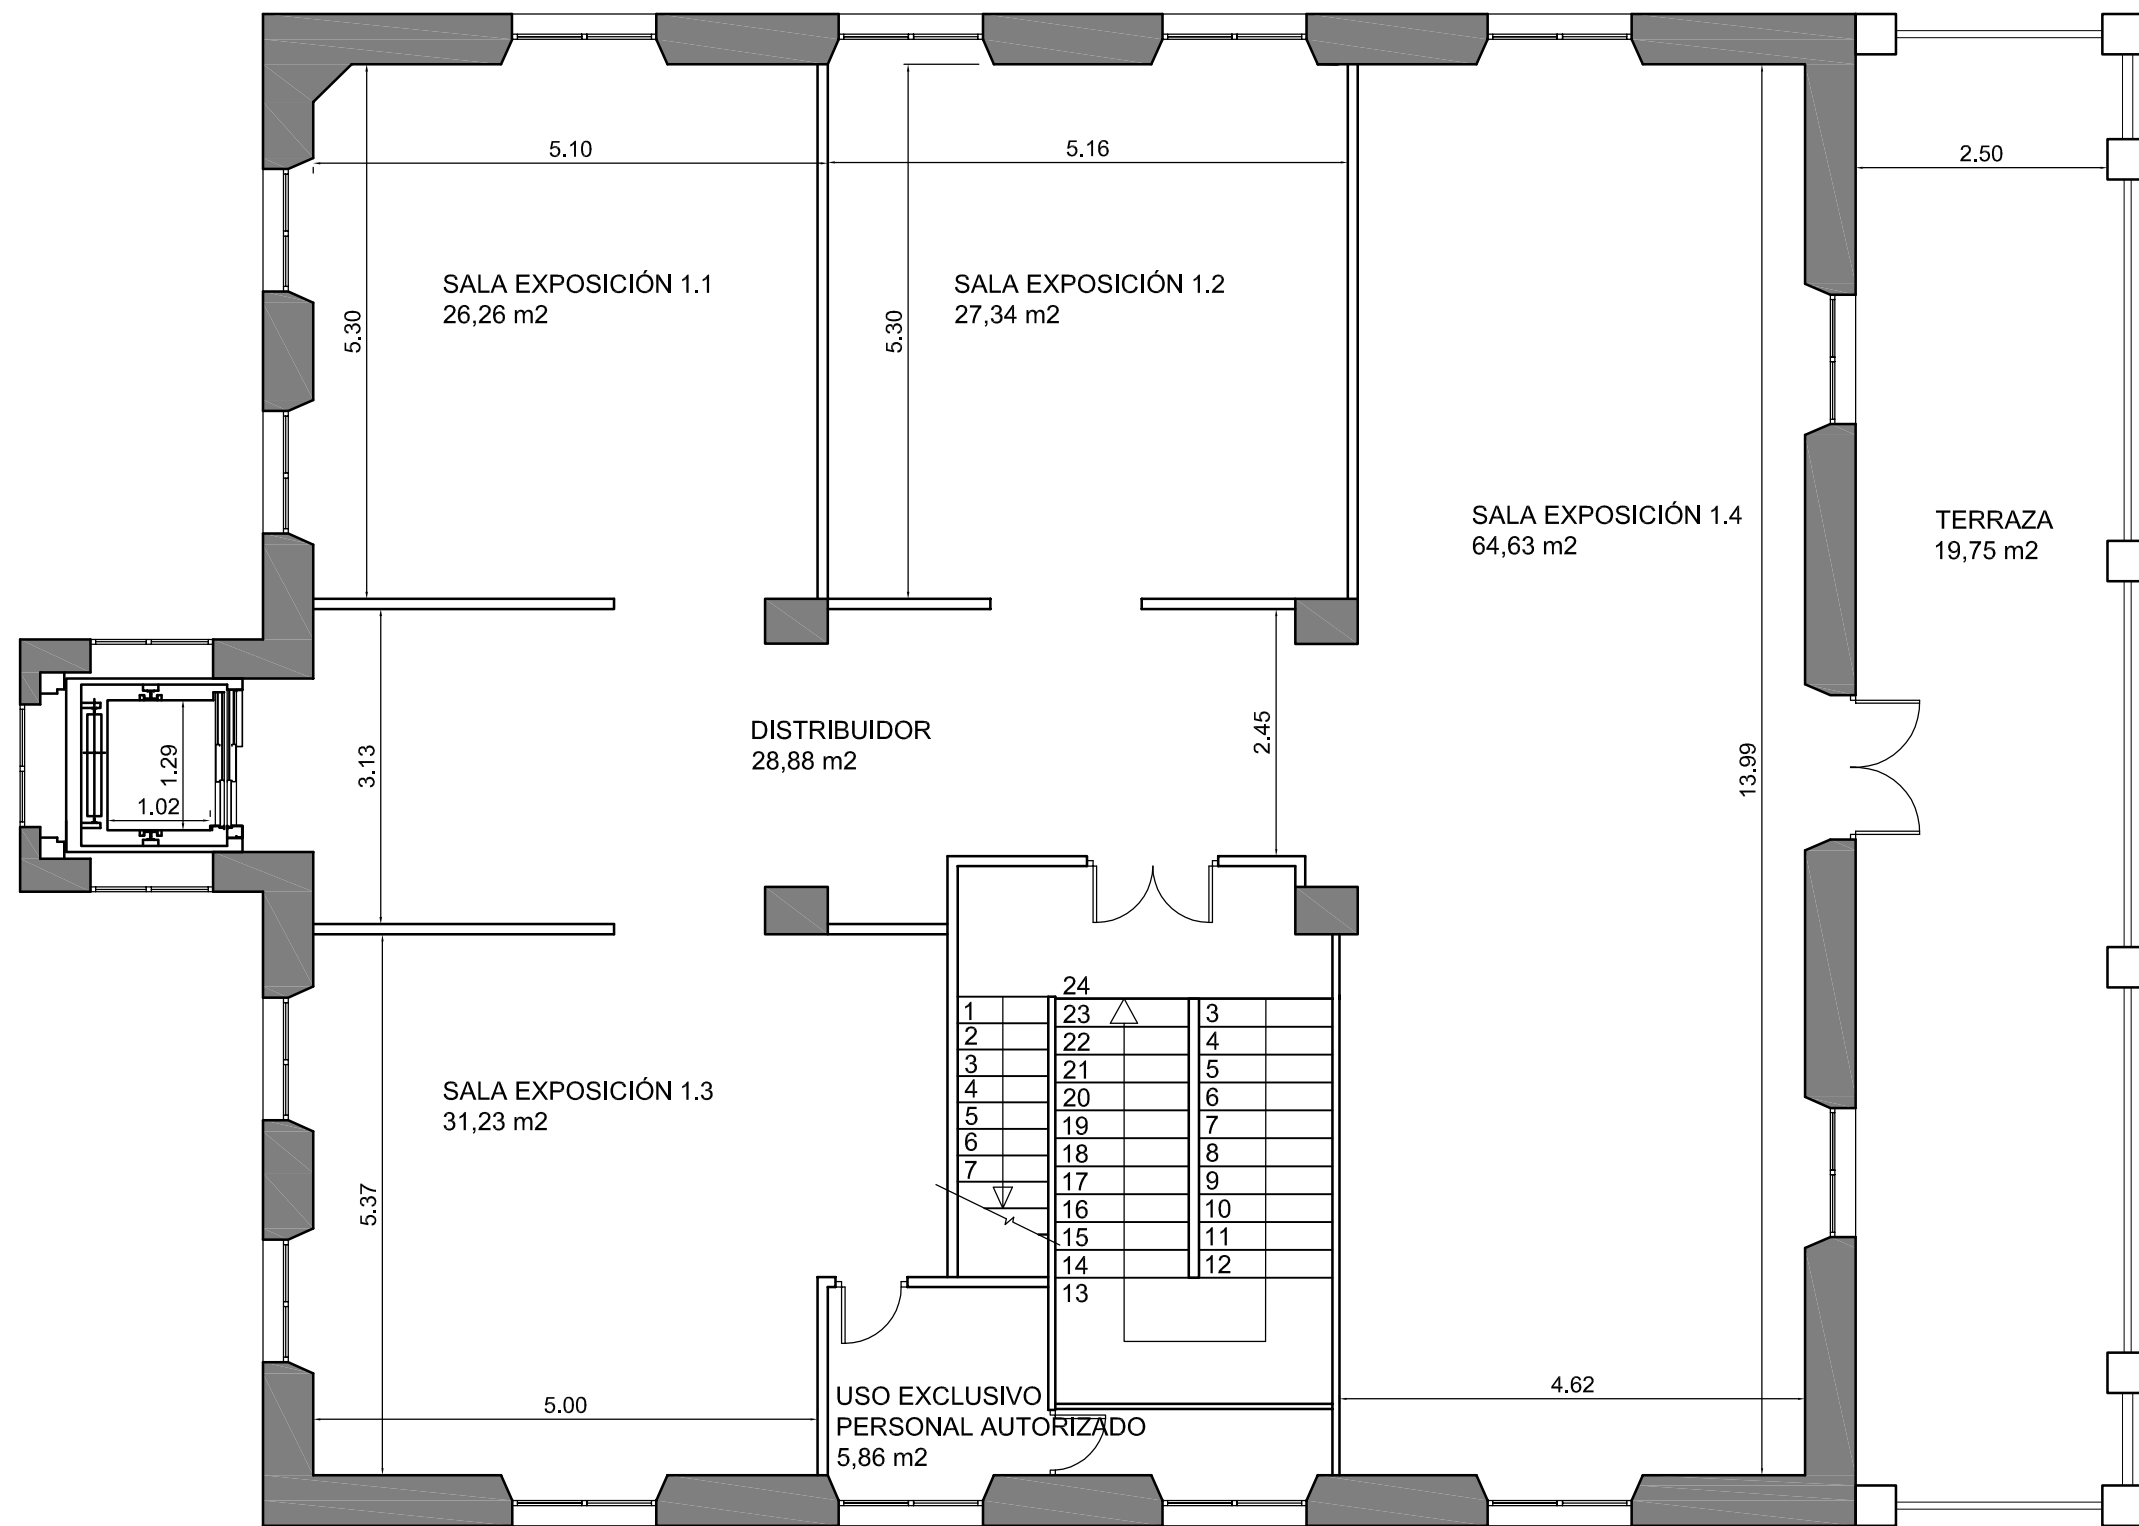 5.10
5.16
2.50
SALA EXPOSICIÓN 1.1
26,26 m2
5.30
SALA EXPOSICIÓN 1.2
27,34 m2
5.30
SALA EXPOSICIÓN 1.4
64,63 m2
TERRAZA
19,75 m2
DISTRIBUIDOR
28,88 m2
2.45
3.13
1.29
1.02
13.99
24
23
22
21
20
19
18
17
16
15
14
13
1
2
3
4
5
6
7
3
4
5
6
7
8
9
10
11
12
SALA EXPOSICIÓN 1.3
31,23 m2
5.37
5.00
4.62
USO EXCLUSIVO
PERSONAL AUTORIZADO
5,86 m2